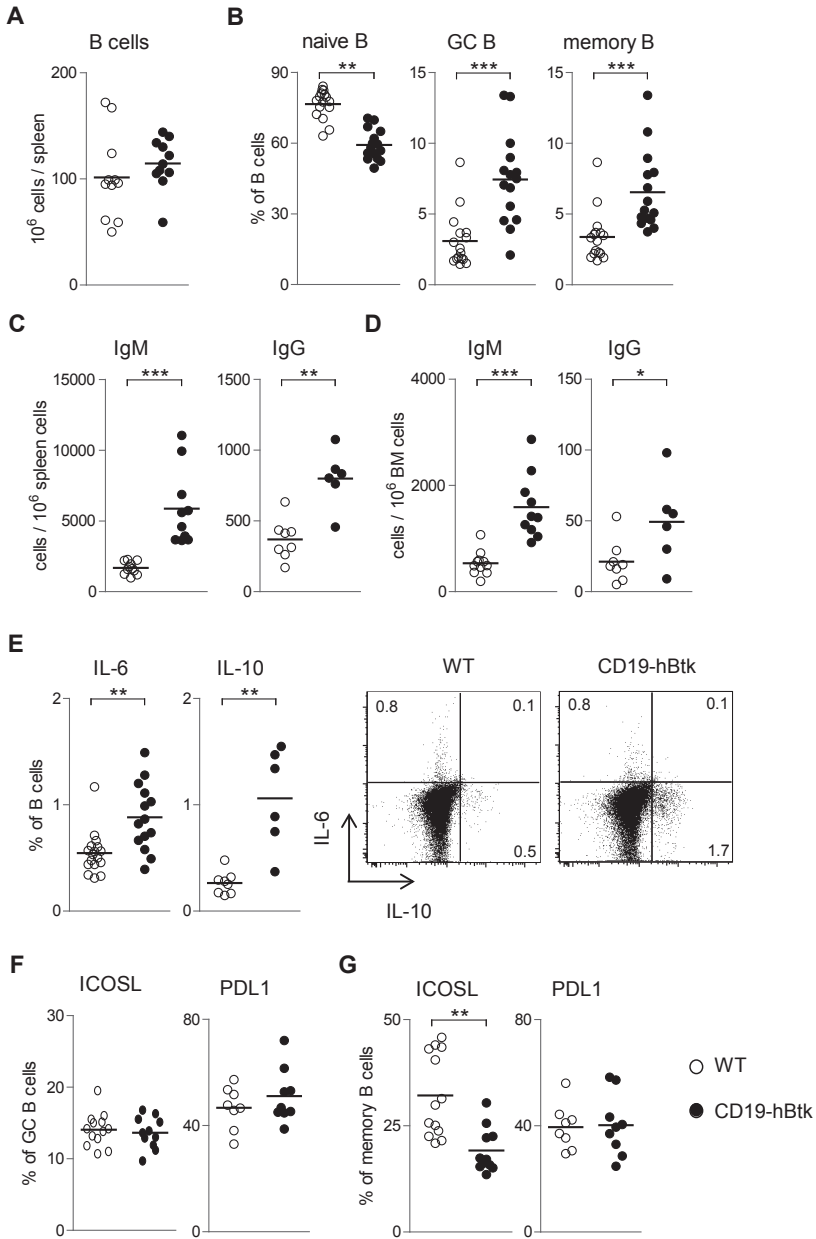 A
B cells
200
100
0
10⁶ cells / spleen
B
naive B
**
90
60
30
0
% of B cells
GC B
***
15
10
5
0
memory B
***
15
10
5
0
C
IgM
***
15000
10000
5000
0
cells / 10⁶ spleen cells
IgG
**
1500
1000
500
0
D
IgM
***
4000
2000
0
cells / 10⁶ BM cells
IgG
*
150
100
50
0
E
IL-6
**
2
1
0
% of B cells
IL-10
**
2
1
0
WT
0.8
0.1
0.5
CD19-hBtk
0.8
0.1
1.7
IL-6
IL-10
F
ICOSL
30
20
10
0
% of GC B cells
PDL1
80
40
0
G
ICOSL
**
50
25
0
% of memory B cells
PDL1
80
40
0
WT
CD19-hBtk